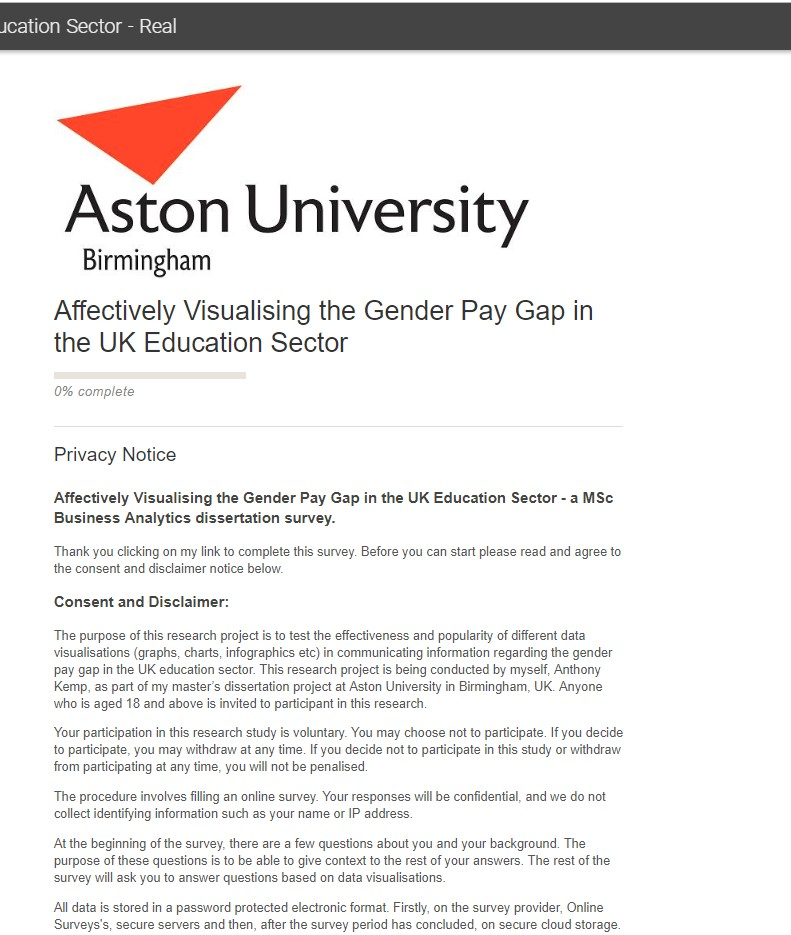 ucation Sector - Real
Aston University
Birmingham
Affectively Visualising the Gender Pay Gap in
the UK Education Sector
0% complete
Privacy Notice
Affectively Visualising the Gender Pay Gap in the UK Education Sector - a MSc
Business Analytics dissertation survey.
Thank you clicking on my link to complete this survey. Before you can start please read and agree to
the consent and disclaimer notice below.
Consent and Disclaimer:
The purpose of this research project is to test the effectiveness and popularity of different data
visualisations (graphs, charts, infographics etc) in communicating information regarding the gender
pay gap in the UK education sector. This research project is being conducted by myself, Anthony
Kemp, as part of my master's dissertation project at Aston University in Birmingham, UK. Anyone
who is aged 18 and above is invited to participant in this research.
Your participation in this research study is voluntary. You may choose not to participate. If you decide
to participate, you may withdraw at any time. If you decide not to participate in this study or withdraw
from participating at any time, you will not be penalised.
The procedure involves filling an online survey. Your responses will be confidential, and we do not
collect identifying information such as your name or IP address.
At the beginning of the survey, there are a few questions about you and your background. The
purpose of these questions is to be able to give context to the rest of your answers. The rest of the
survey will ask you to answer questions based on data visualisations.
All data is stored in a password protected electronic format. Firstly, on the survey provider, Online
Surveys's, secure servers and then, after the survey period has concluded, on secure cloud storage.